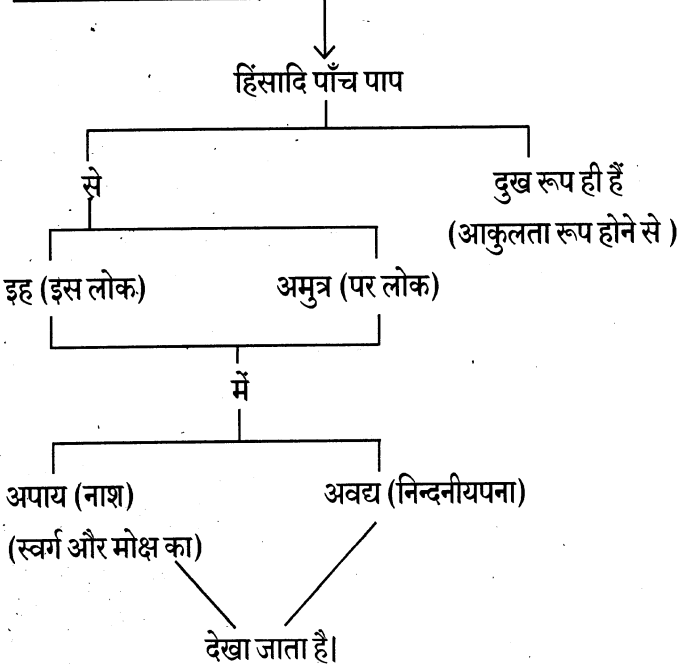 हिंसादि पाँच पाप
से
दुख रूप ही हैं
(आकुलता रूप होने से )
इह (इस लोक)
अमुत्र (पर लोक)
में
अपाय (नाश)
(स्वर्ग और मोक्ष का)
अवद्य (निन्दनीयपना)
देखा जाता है।